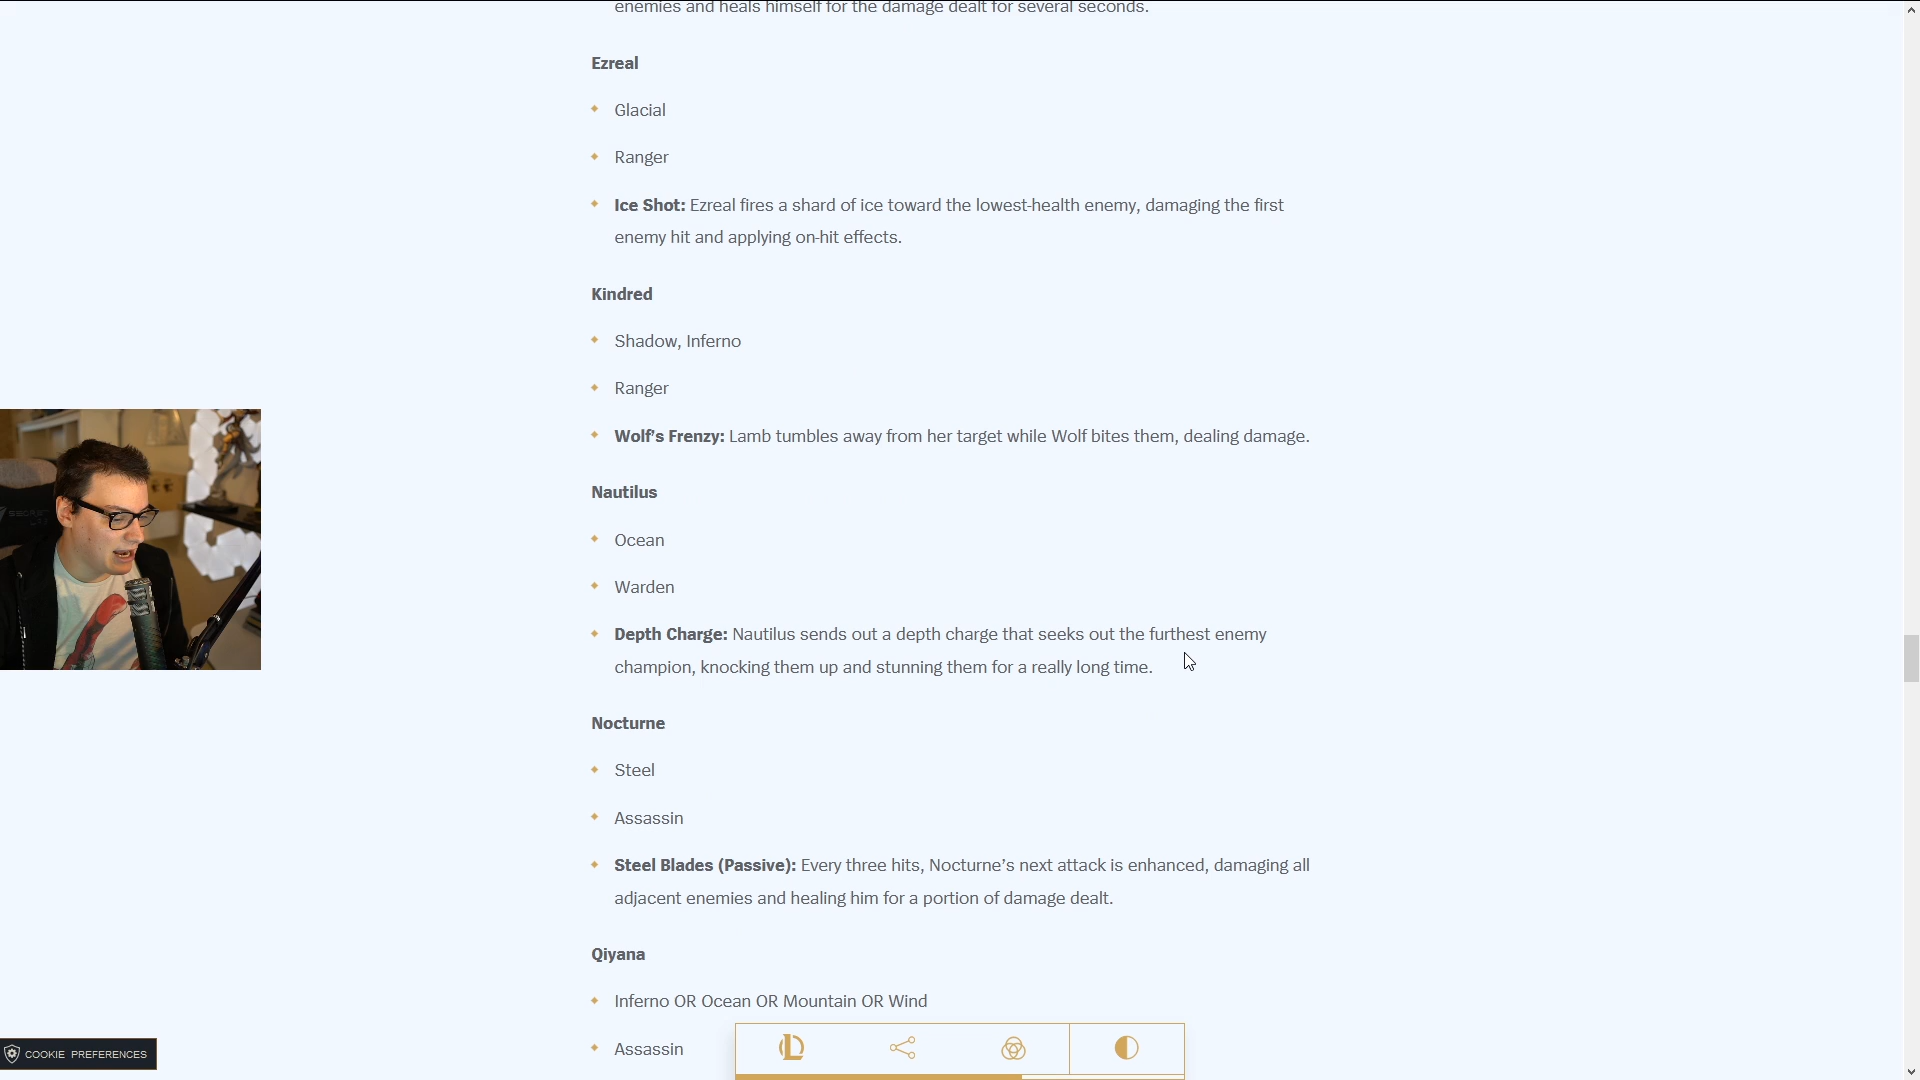 enemies and heals himself for the damage dealt for several seconds.
Ezreal
Glacial
Ranger
Ice Shot: Ezreal fires a shard of ice toward the lowest-health enemy, damaging the first
enemy hit and applying on-hit effects.
Kindred
Shadow, Inferno
Ranger
Wolf's Frenzy: Lamb tumbles away from her target while Wolf bites them, dealing damage.
Nautilus
Ocean
Warden
Depth Charge: Nautilus sends out a depth charge that seeks out the furthest enemy
champion, knocking them up and stunning them for a really long time.
Nocturne
Steel
Assassin
Steel Blades (Passive): Every three hits, Nocturne's next attack is enhanced, damaging all
adjacent enemies and healing him for a portion of damage dealt.
Qiyana
Inferno OR Ocean OR Mountain OR Wind
Assassin
COOKIE PREFERENCES